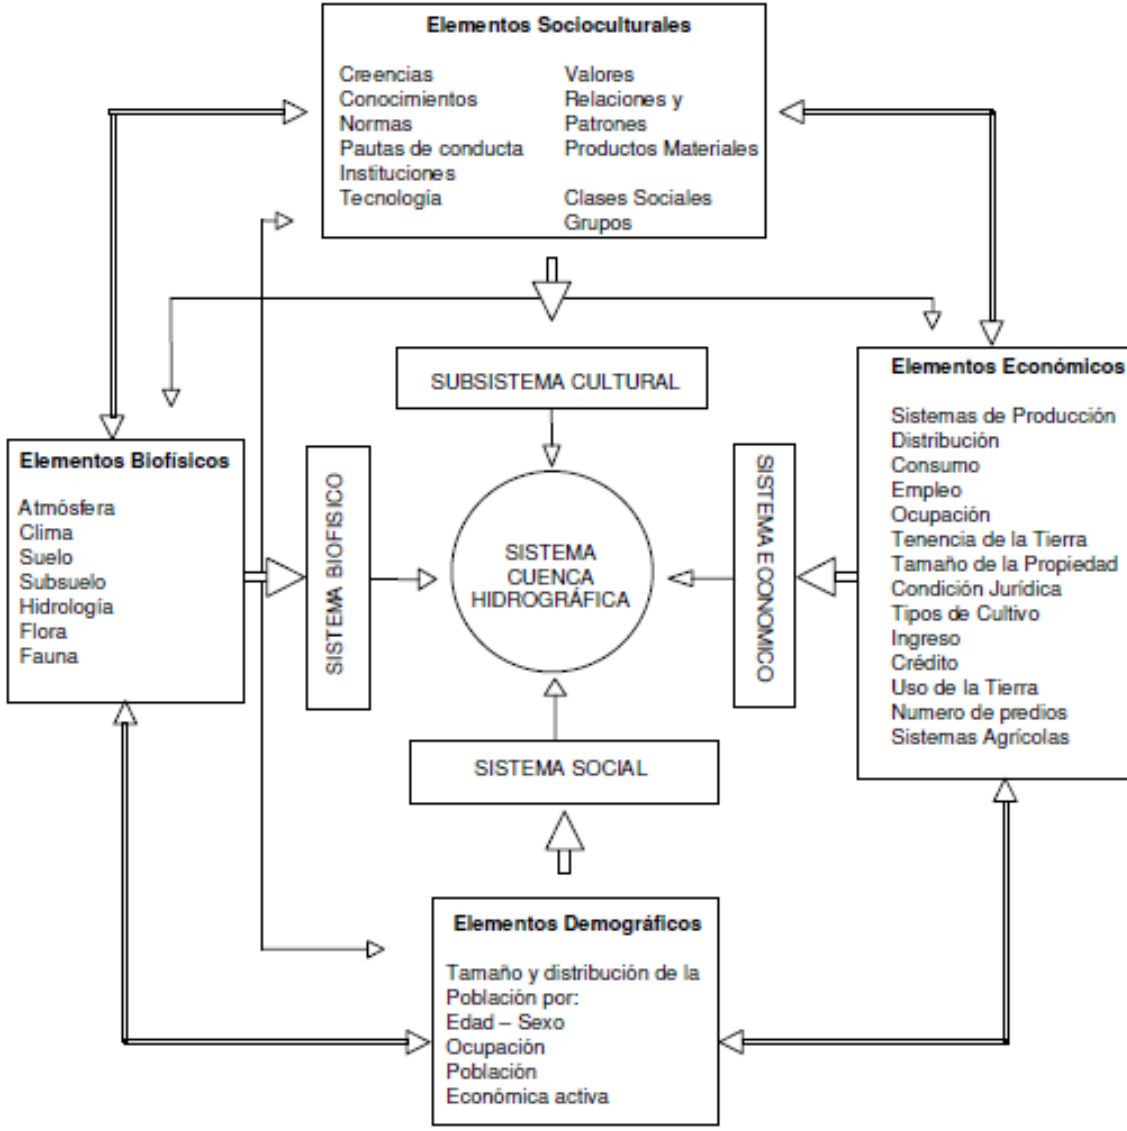 Elementos Socioculturales
Creencias
Conocimientos
Normas
Pautas de conducta
Instituciones
Tecnología
Valores
Relaciones y
Patrones
Productos Materiales
Clases Sociales
Grupos
SUBSISTEMA CULTURAL
Elementos Biofísicos
Atmósfera
Clima
Suelo
Subsuelo
Hidrología
Flora
Fauna
SISTEMA BIOFISICO
SISTEMA
CUENCA
HIDROGRÁFICA
SISTEMA ECONOMICO
Elementos Económicos
Sistemas de Producción
Distribución
Consumo
Empleo
Ocupación
Tenencia de la Tierra
Tamaño de la Propiedad
Condición Jurídica
Tipos de Cultivo
Ingreso
Crédito
Uso de la Tierra
Numero de predios
Sistemas Agrícolas
SISTEMA SOCIAL
Elementos Demográficos
Tamaño y distribución de la
Población por:
Edad – Sexo
Ocupación
Población
Económica activa